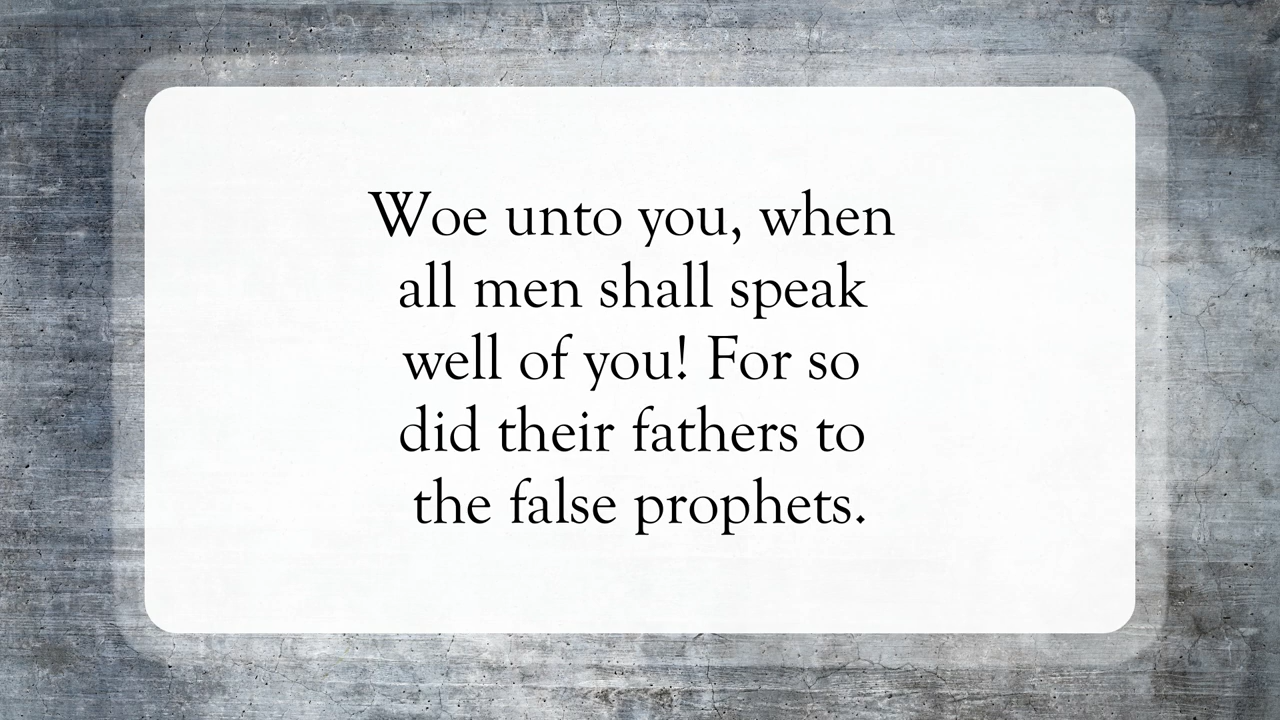 Woe unto you, when
all men shall speak
well of you! For so
did their fathers to
the false prophets.